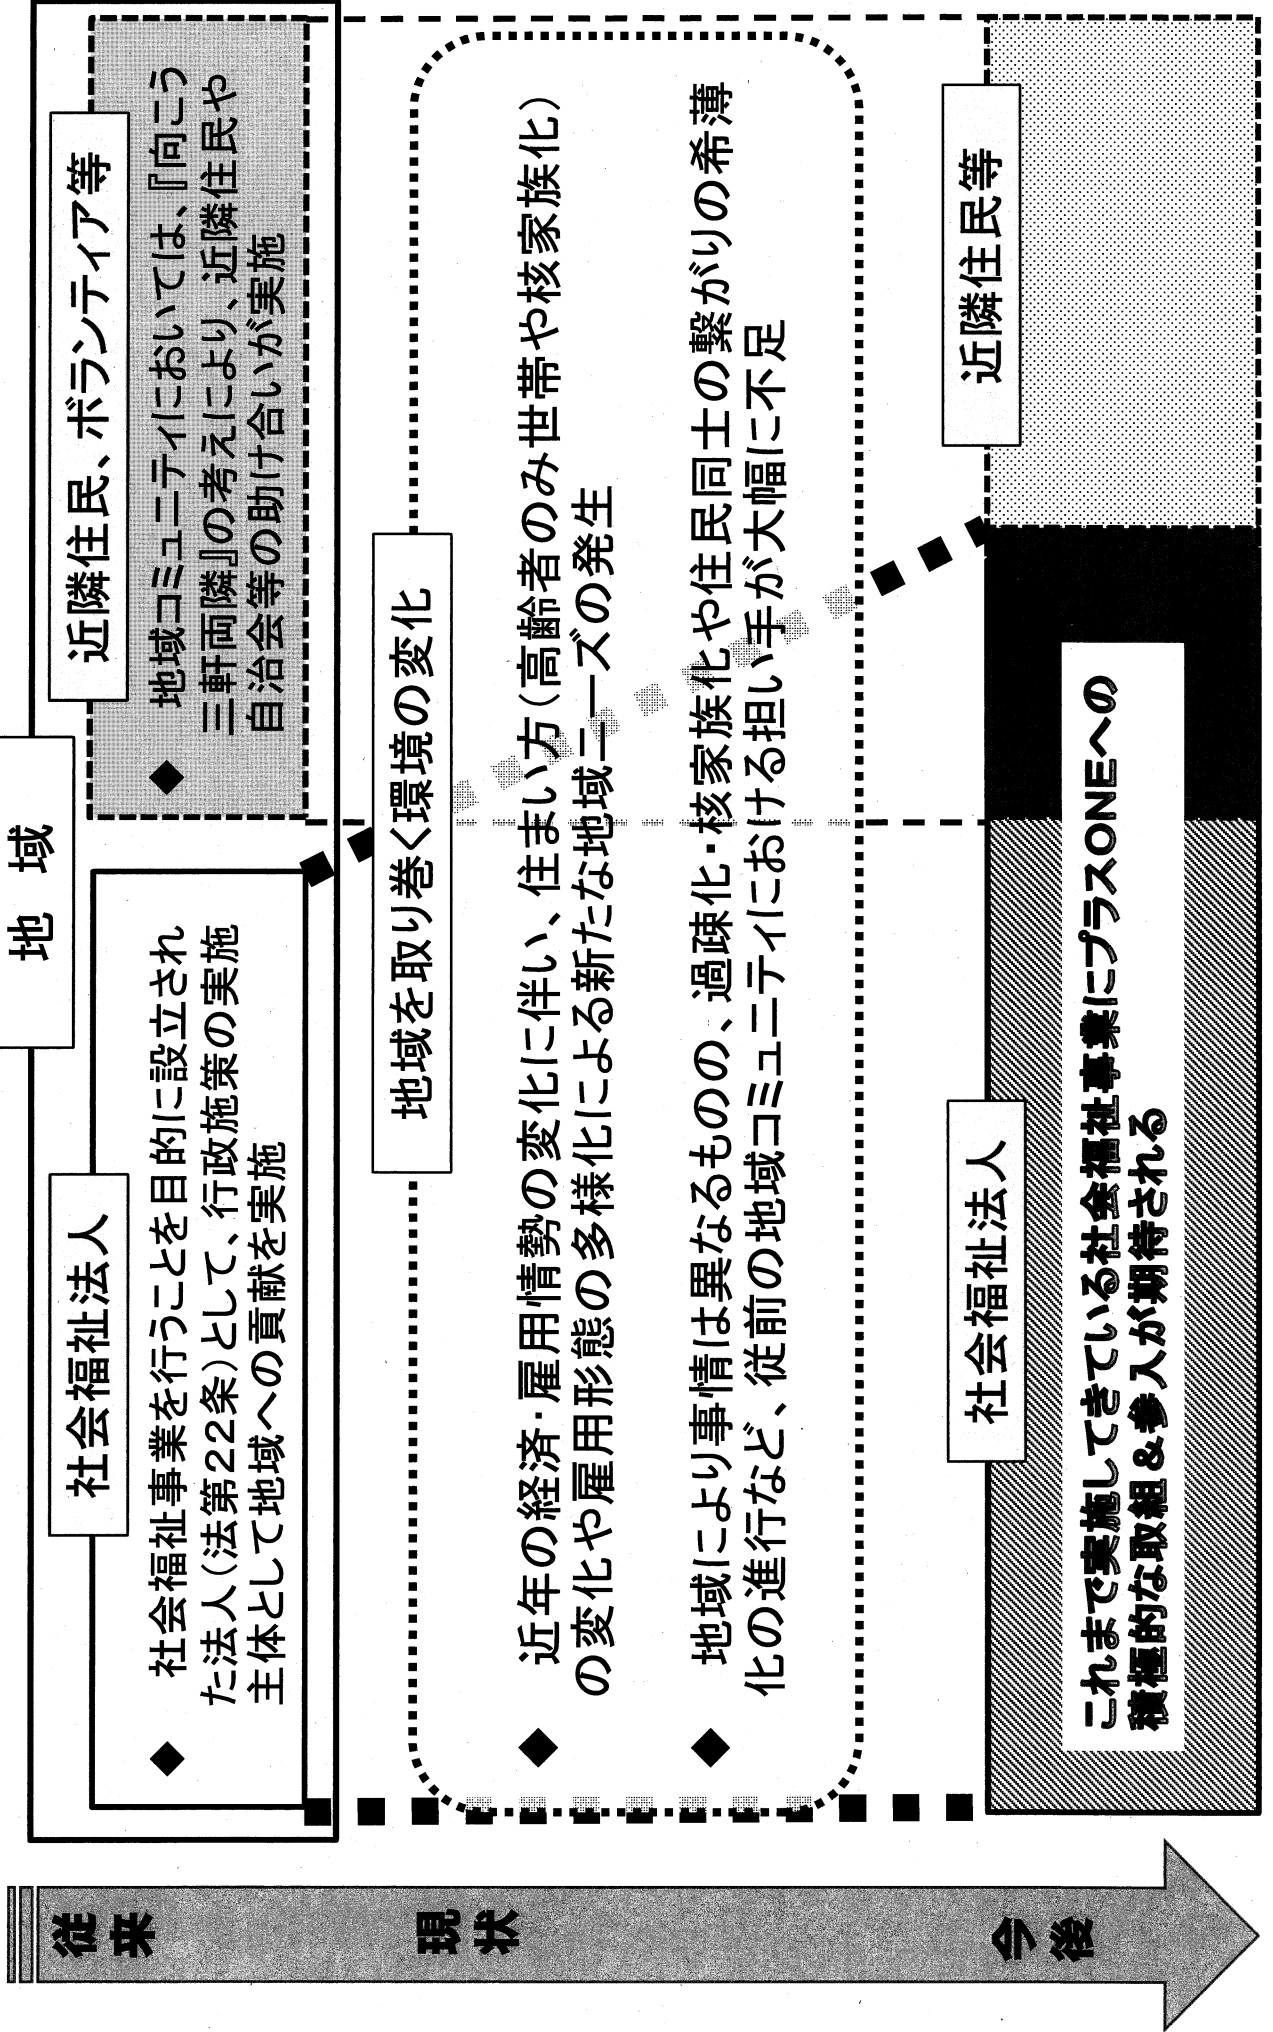 地　域
従来
社会福祉法人
◆　社会福祉事業を行うことを目的に設立され
た法人（法第２２条）として、行政施策の実施
主体として地域への貢献を実施
近隣住民、ボランティア等
◆　地域コミュニティにおいては、『向こう
三軒両隣』の考えにより、近隣住民や
自治会等の助け合いが実施
現状
地域を取り巻く環境の変化
◆　近年の経済・雇用情勢の変化に伴い、住まい方（高齢者のみ世帯や核家族化）
の変化や雇用形態の多様化による新たな地域ニーズの発生
◆　地域により事情は異なるものの、過疎化・核家族化や住民同士の繋がりの希薄
化の進行など、従前の地域コミュニティにおける担い手が大幅に不足
今後
社会福祉法人
これまで実施してきている社会福祉事業にプラスONEへの
積極的な取組＆参入が期待される
近隣住民等